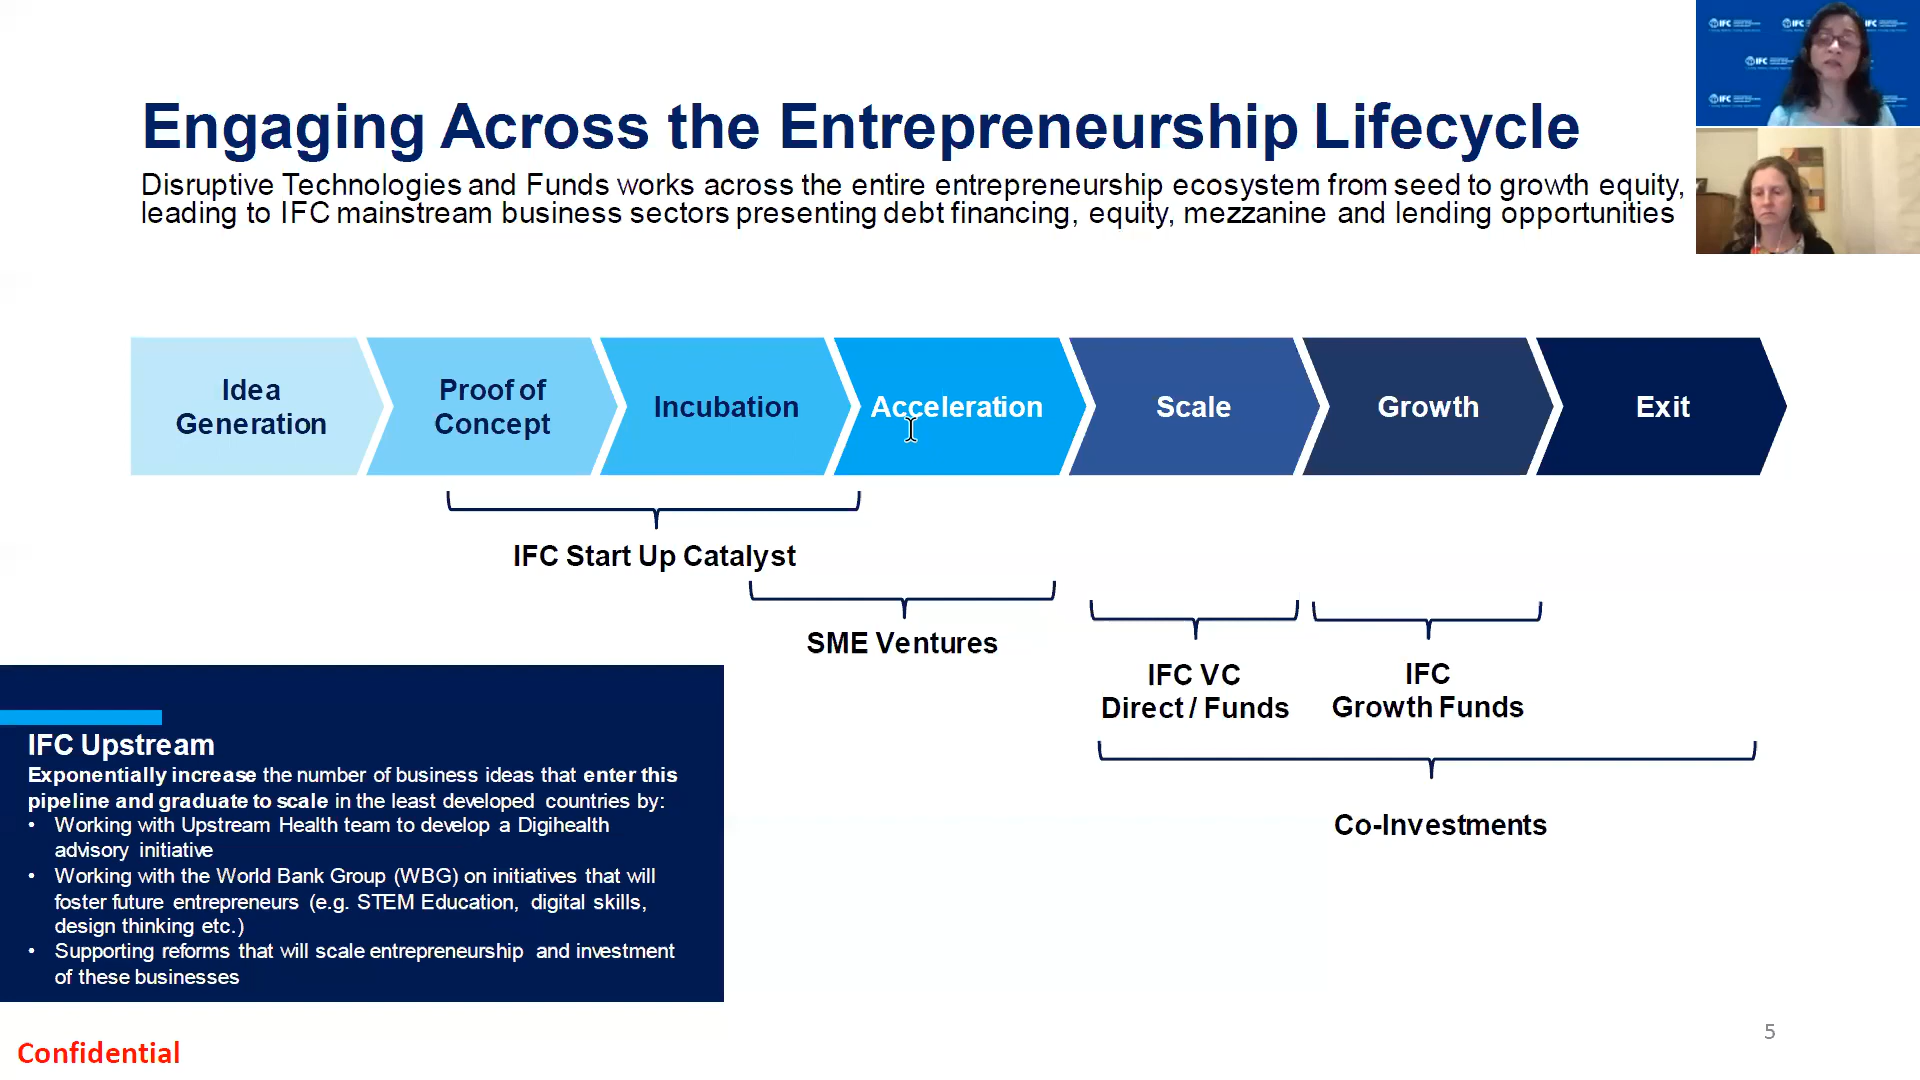 Engaging Across the Entrepreneurship Lifecycle
Disruptive Technologies and Funds works across the entire entrepreneurship ecosystem from seed to growth equity,
leading to IFC mainstream business sectors presenting debt financing, equity, mezzanine and lending opportunities
IFC
IFC
IFC
IFC
IFC
Idea
Generation
Proof of
Concept
Incubation
Acceleration
Scale
Growth
Exit
IFC Start Up Catalyst
SME Ventures
IFC VC
Direct / Funds
IFC
Growth Funds
Co-Investments
IFC Upstream
Exponentially increase the number of business ideas that enter this
pipeline and graduate to scale in the least developed countries by:
• Working with Upstream Health team to develop a Digihealth
advisory initiative
• Working with the World Bank Group (WBG) on initiatives that will
foster future entrepreneurs (e.g. STEM Education, digital skills,
design thinking etc.)
• Supporting reforms that will scale entrepreneurship and investment
of these businesses
Confidential
5